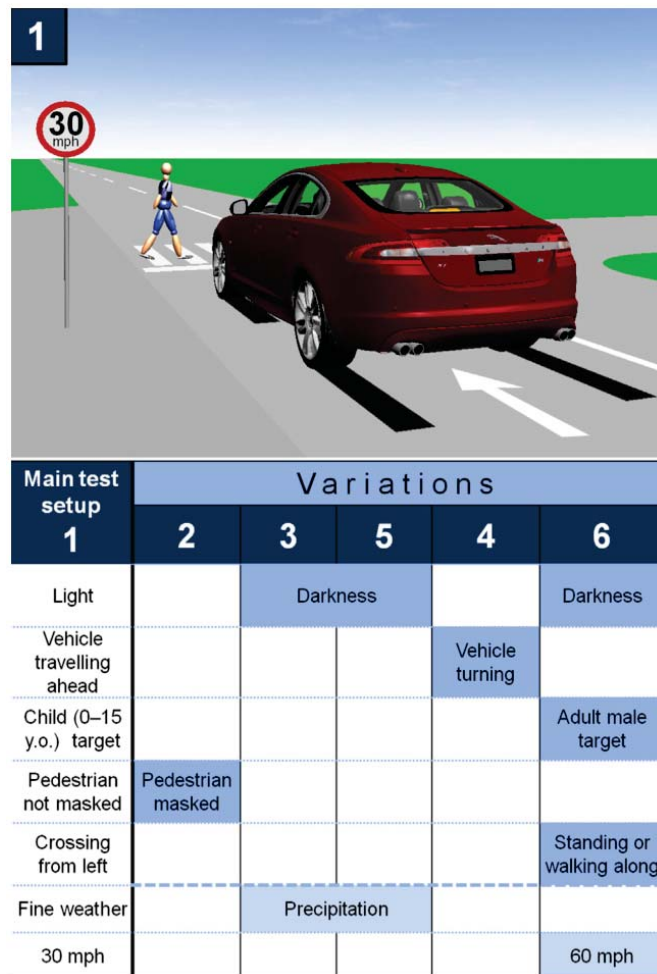 1
30
mph
Main test
setup
1
Variations
2
3
5
4
6
Light
Darkness
Darkness
Vehicle
travelling
ahead
Vehicle
turning
Child (0–15
y.o.) target
Adult male
target
Pedestrian
not masked
Pedestrian
masked
Crossing
from left
Standing or
walking along
Fine weather
Precipitation
30 mph
60 mph